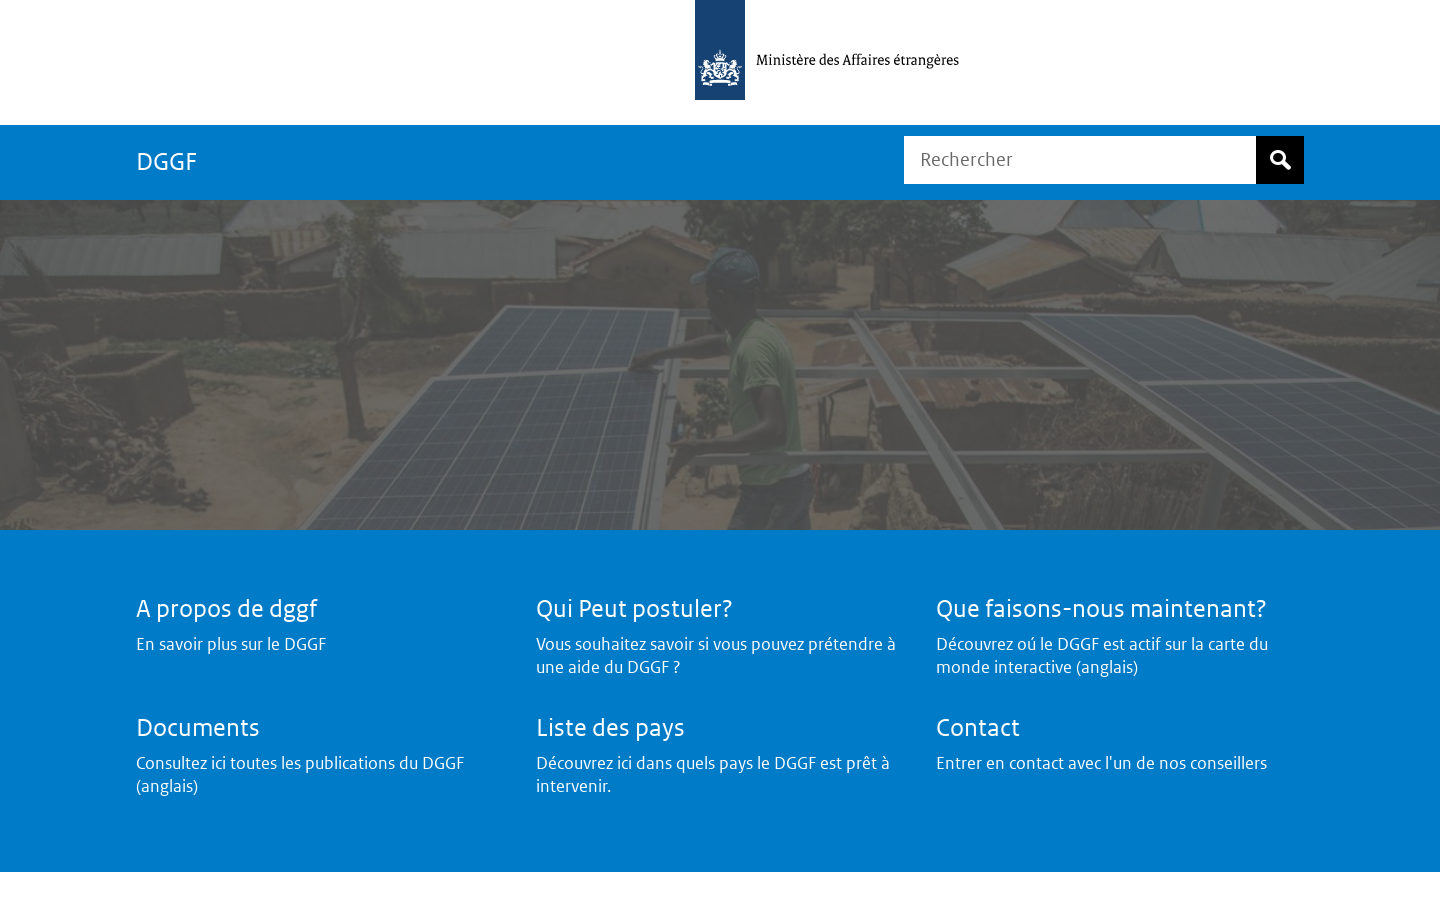 Ministère des Affaires étrangères
DGGF
Rechercher
A propos de dggf
En savoir plus sur le DGGF
Qui Peut postuler?
Vous souhaitez savoir si vous pouvez prétendre à
une aide du DGGF ?
Que faisons-nous maintenant?
Découvrez oú le DGGF est actif sur la carte du
monde interactive (anglais)
Documents
Consultez ici toutes les publications du DGGF
(anglais)
Liste des pays
Découvrez ici dans quels pays le DGGF est prêt à
intervenir.
Contact
Entrer en contact avec l'un de nos conseillers